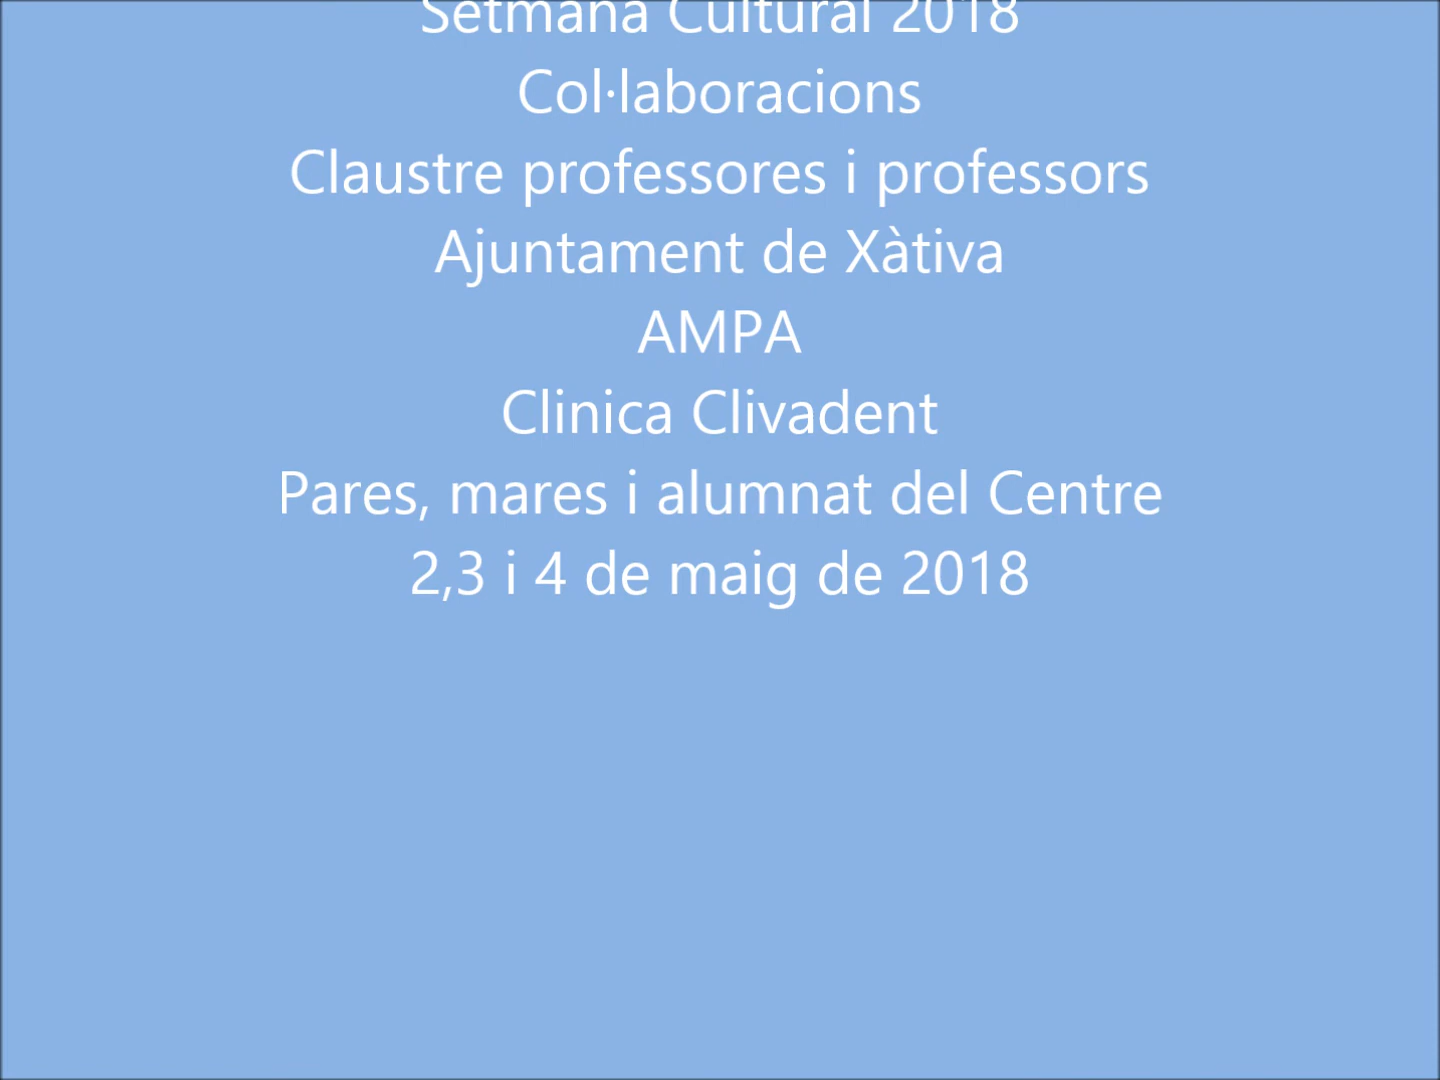 Setmana Cultural 2018
Col·laboracions
Claustre professores i professors
Ajuntament de Xàtiva
AMPA
Clinica Clivadent
Pares, mares i alumnat del Centre
2,3 i 4 de maig de 2018